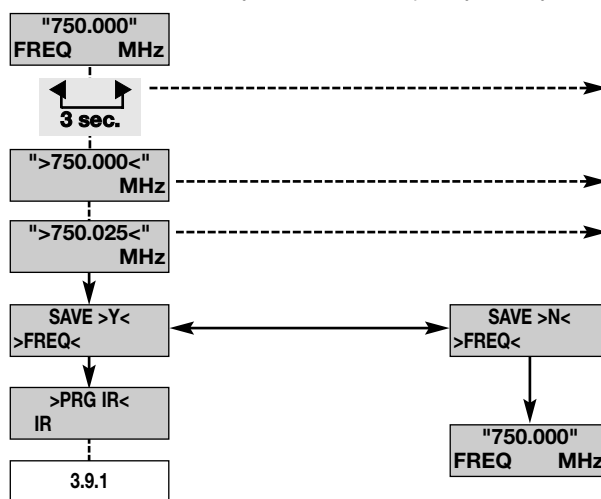 "750.000"
FREQ MHz
3 sec.
">750.000<"
MHz
">750.025<"
MHz
SAVE >Y<
>FREQ<
SAVE >N<
>FREQ<
>PRG IR<
IR
"750.000"
FREQ MHz
3.9.1